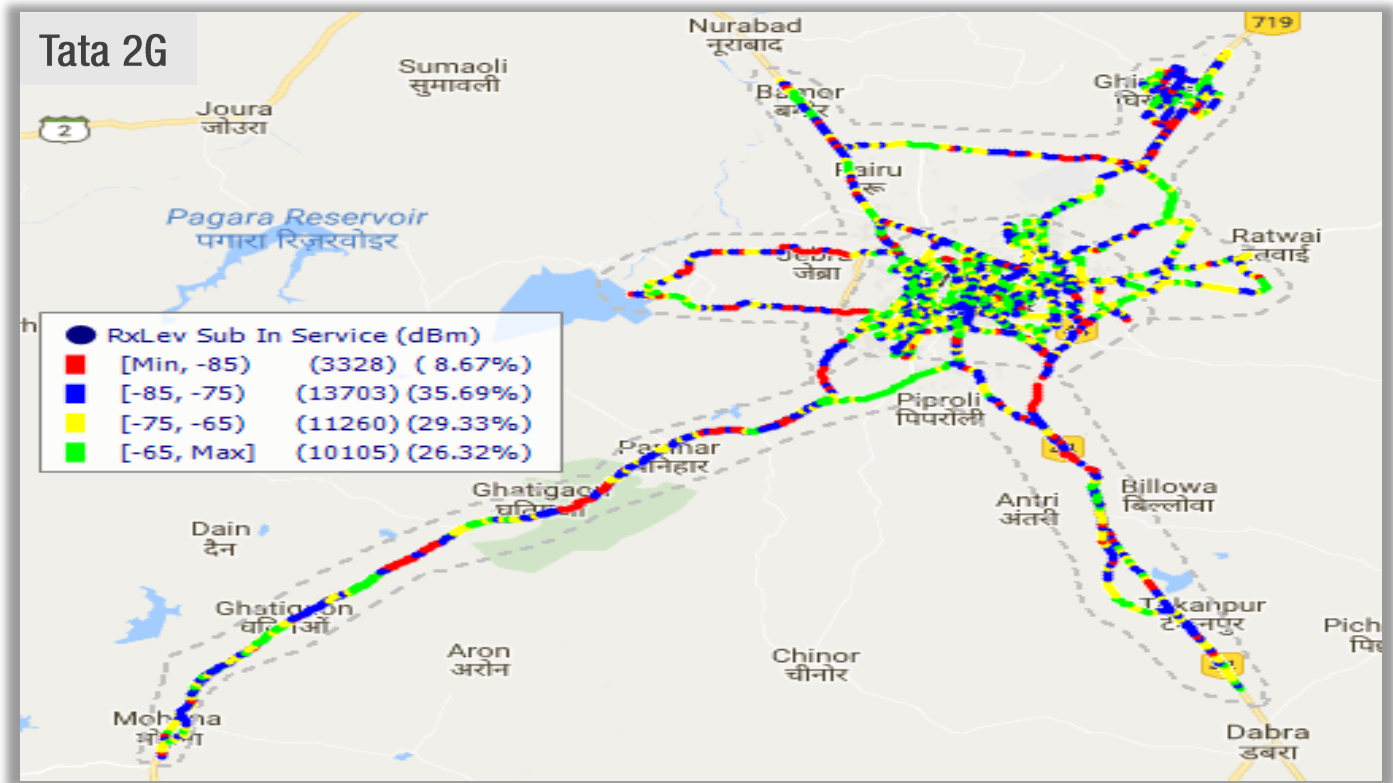 Tata 2G
Nurabad
नूराबाद
719
Sumaoli
सुमावली
Joura
जोउरा
2
Pagara Reservoir
पगारा रिज़रवोइर
Ratwai
जेब्रा
RxLev Sub In Service (dBm)
[Min, -85) (3328) ( 8.67%)
[-85, -75) (13703) (35.69%)
[-75, -65) (11260) (29.33%)
[-65, Max] (10105) (26.32%)
Piproli
पिपरोली
Ghatigaon
Antri
अंतरी
Billowa
बिल्लोवा
Dain
दैन
Aron
अरोन
Chinor
चीनोर
Dabra
डबरा